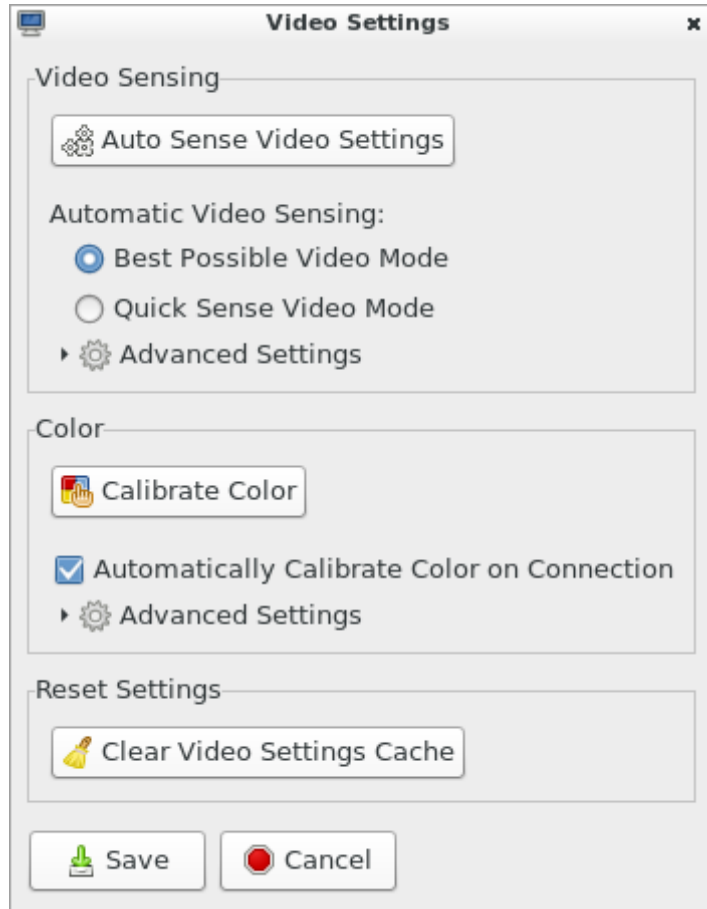 Video Settings
Video Sensing
Auto Sense Video Settings
Automatic Video Sensing:
Best Possible Video Mode
Quick Sense Video Mode
Advanced Settings
Color
Calibrate Color
Automatically Calibrate Color on Connection
Advanced Settings
Reset Settings
Clear Video Settings Cache
Save Cancel